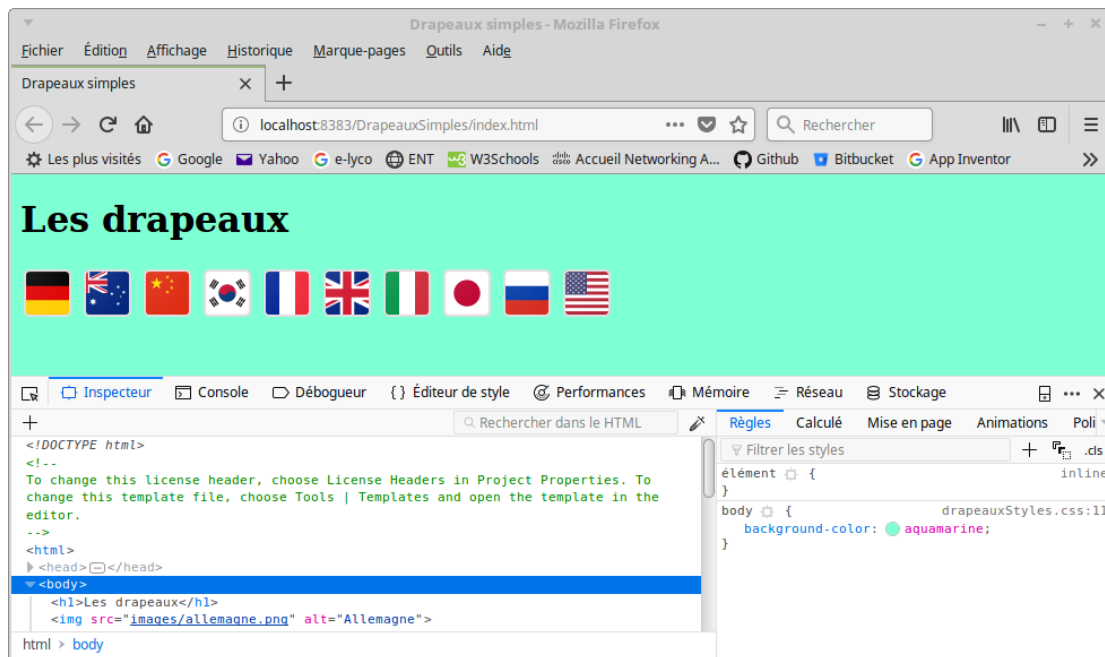 Drapeaux simples - Mozilla Firefox
Fichier Édition Affichage Historique Marque-pages Outils Aide
Drapeaux simples
localhost:8383/DrapeauxSimples/index.html
Rechercher
Les plus visités Google Yahoo e-lyco ENT W3Schools Accueil Networking A... Github Bitbucket App Inventor
Les drapeaux
Inspecteur Console Débogueur {} Éditeur de style Performances Mémoire Réseau Stockage
+ Rechercher dans le HTML
Règles Calculé Mise en page Animations Poli
Filtrer les styles + .cls
<!DOCTYPE html>
<!--
To change this license header, choose License Headers in Project Properties. To
change this template file, choose Tools | Templates and open the template in the
editor.
-->
<html>
<head></head>
<body>
<h1>Les drapeaux</h1>
<img src="images/allemagne.png" alt="Allemagne">
html > body
élément { inline
}
body { drapeauxStyles.css:11
background-color: aquamarine;
}